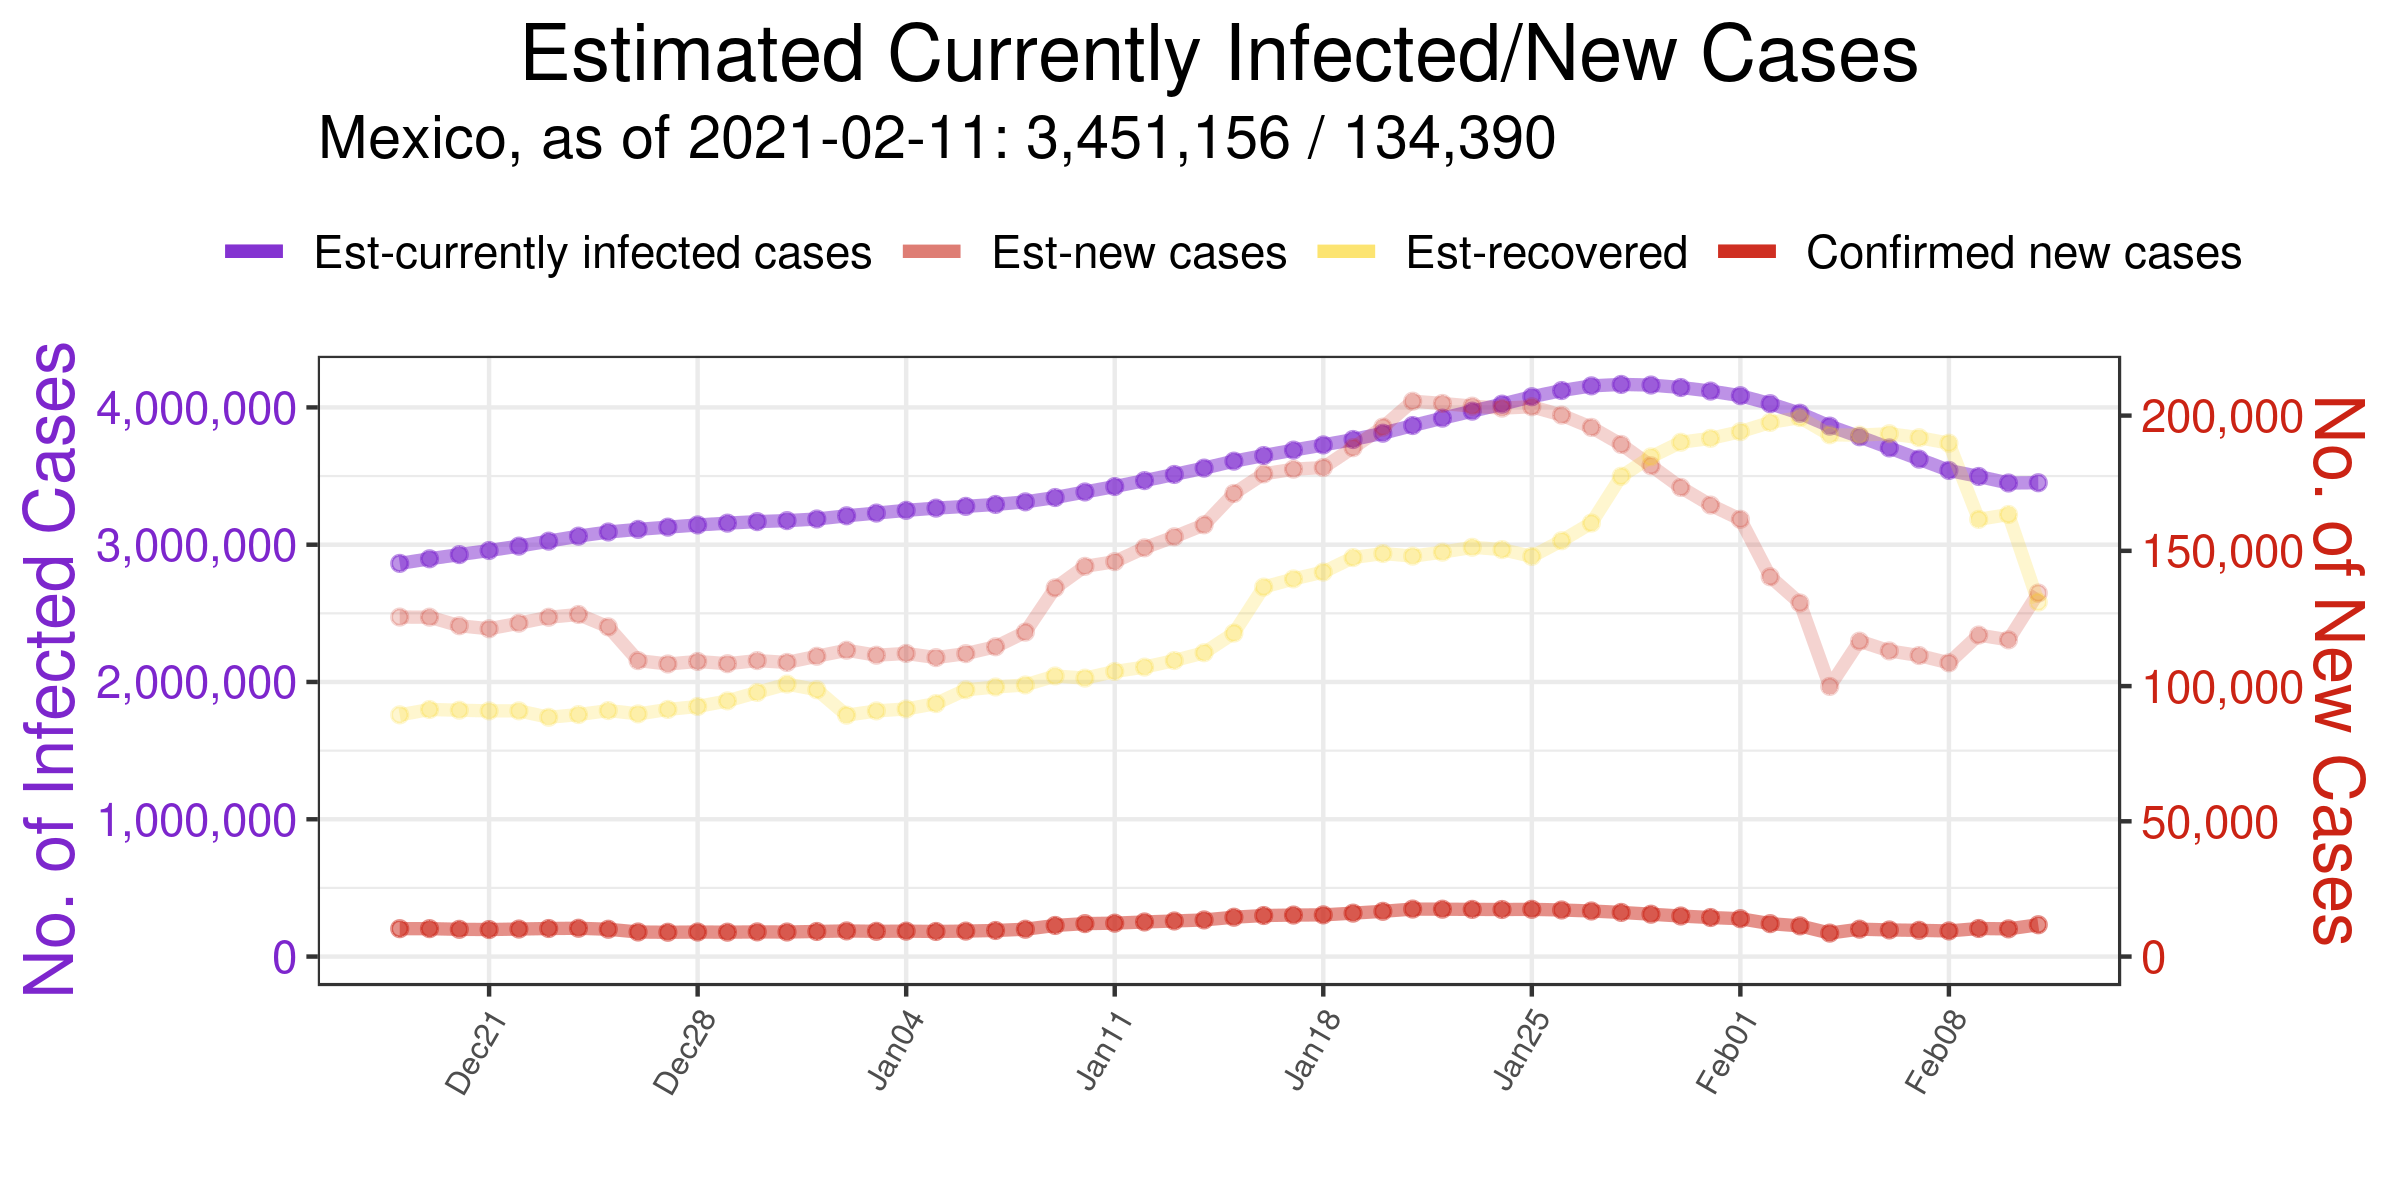 Estimated Currently Infected/New Cases
Mexico, as of 2021-02-11: 3,451,156 / 134,390
Est-currently infected cases Est-new cases Est-recovered Confirmed new cases
No. of Infected Cases
4,000,000
3,000,000
2,000,000
1,000,000
0
200,000
150,000
100,000
50,000
0
No. of New Cases
Dec21 Dec28 Jan04 Jan11 Jan18 Jan25 Feb01 Feb08